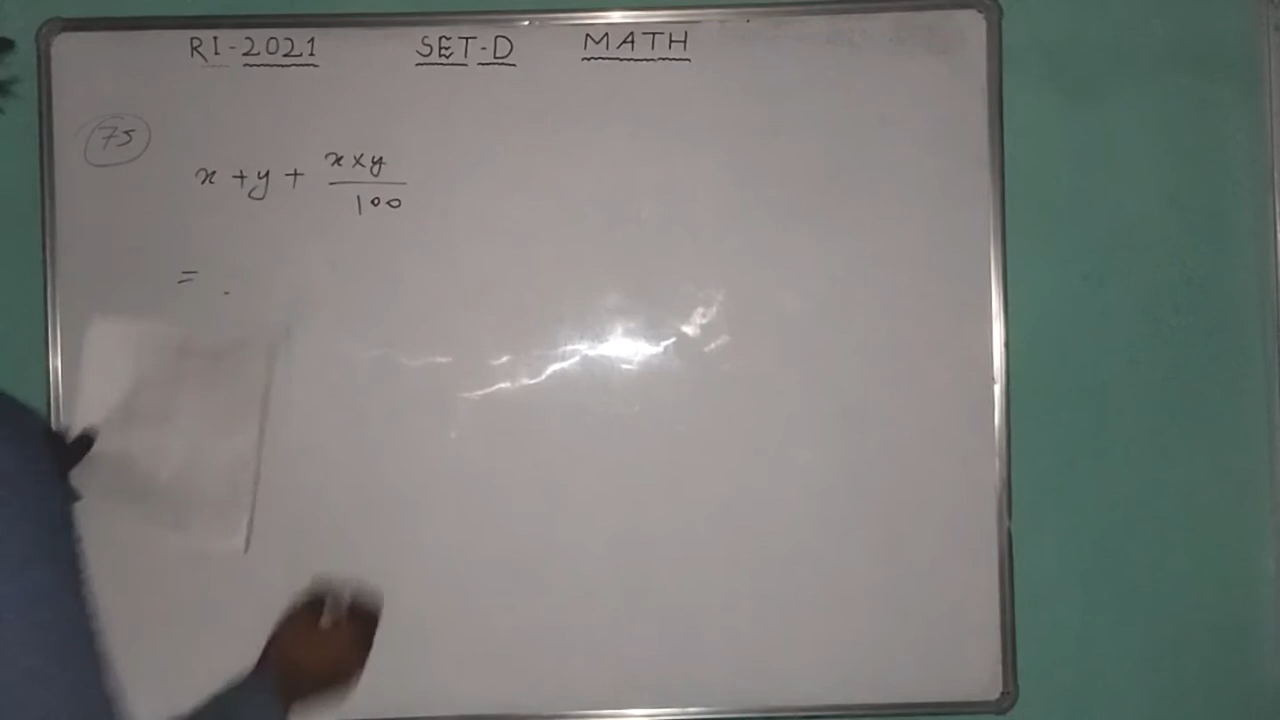 RI-2021 SET-D MATH
75
x + y + x×y/100
= .